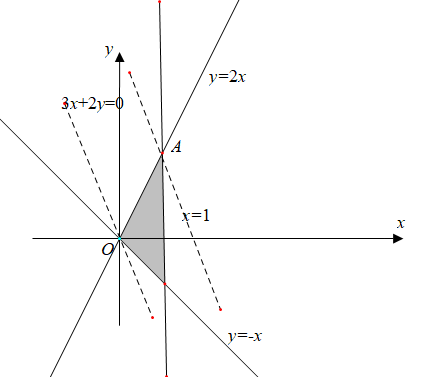 y
y=2x
3x+2y=0
A
x=1
x
O
y=-x